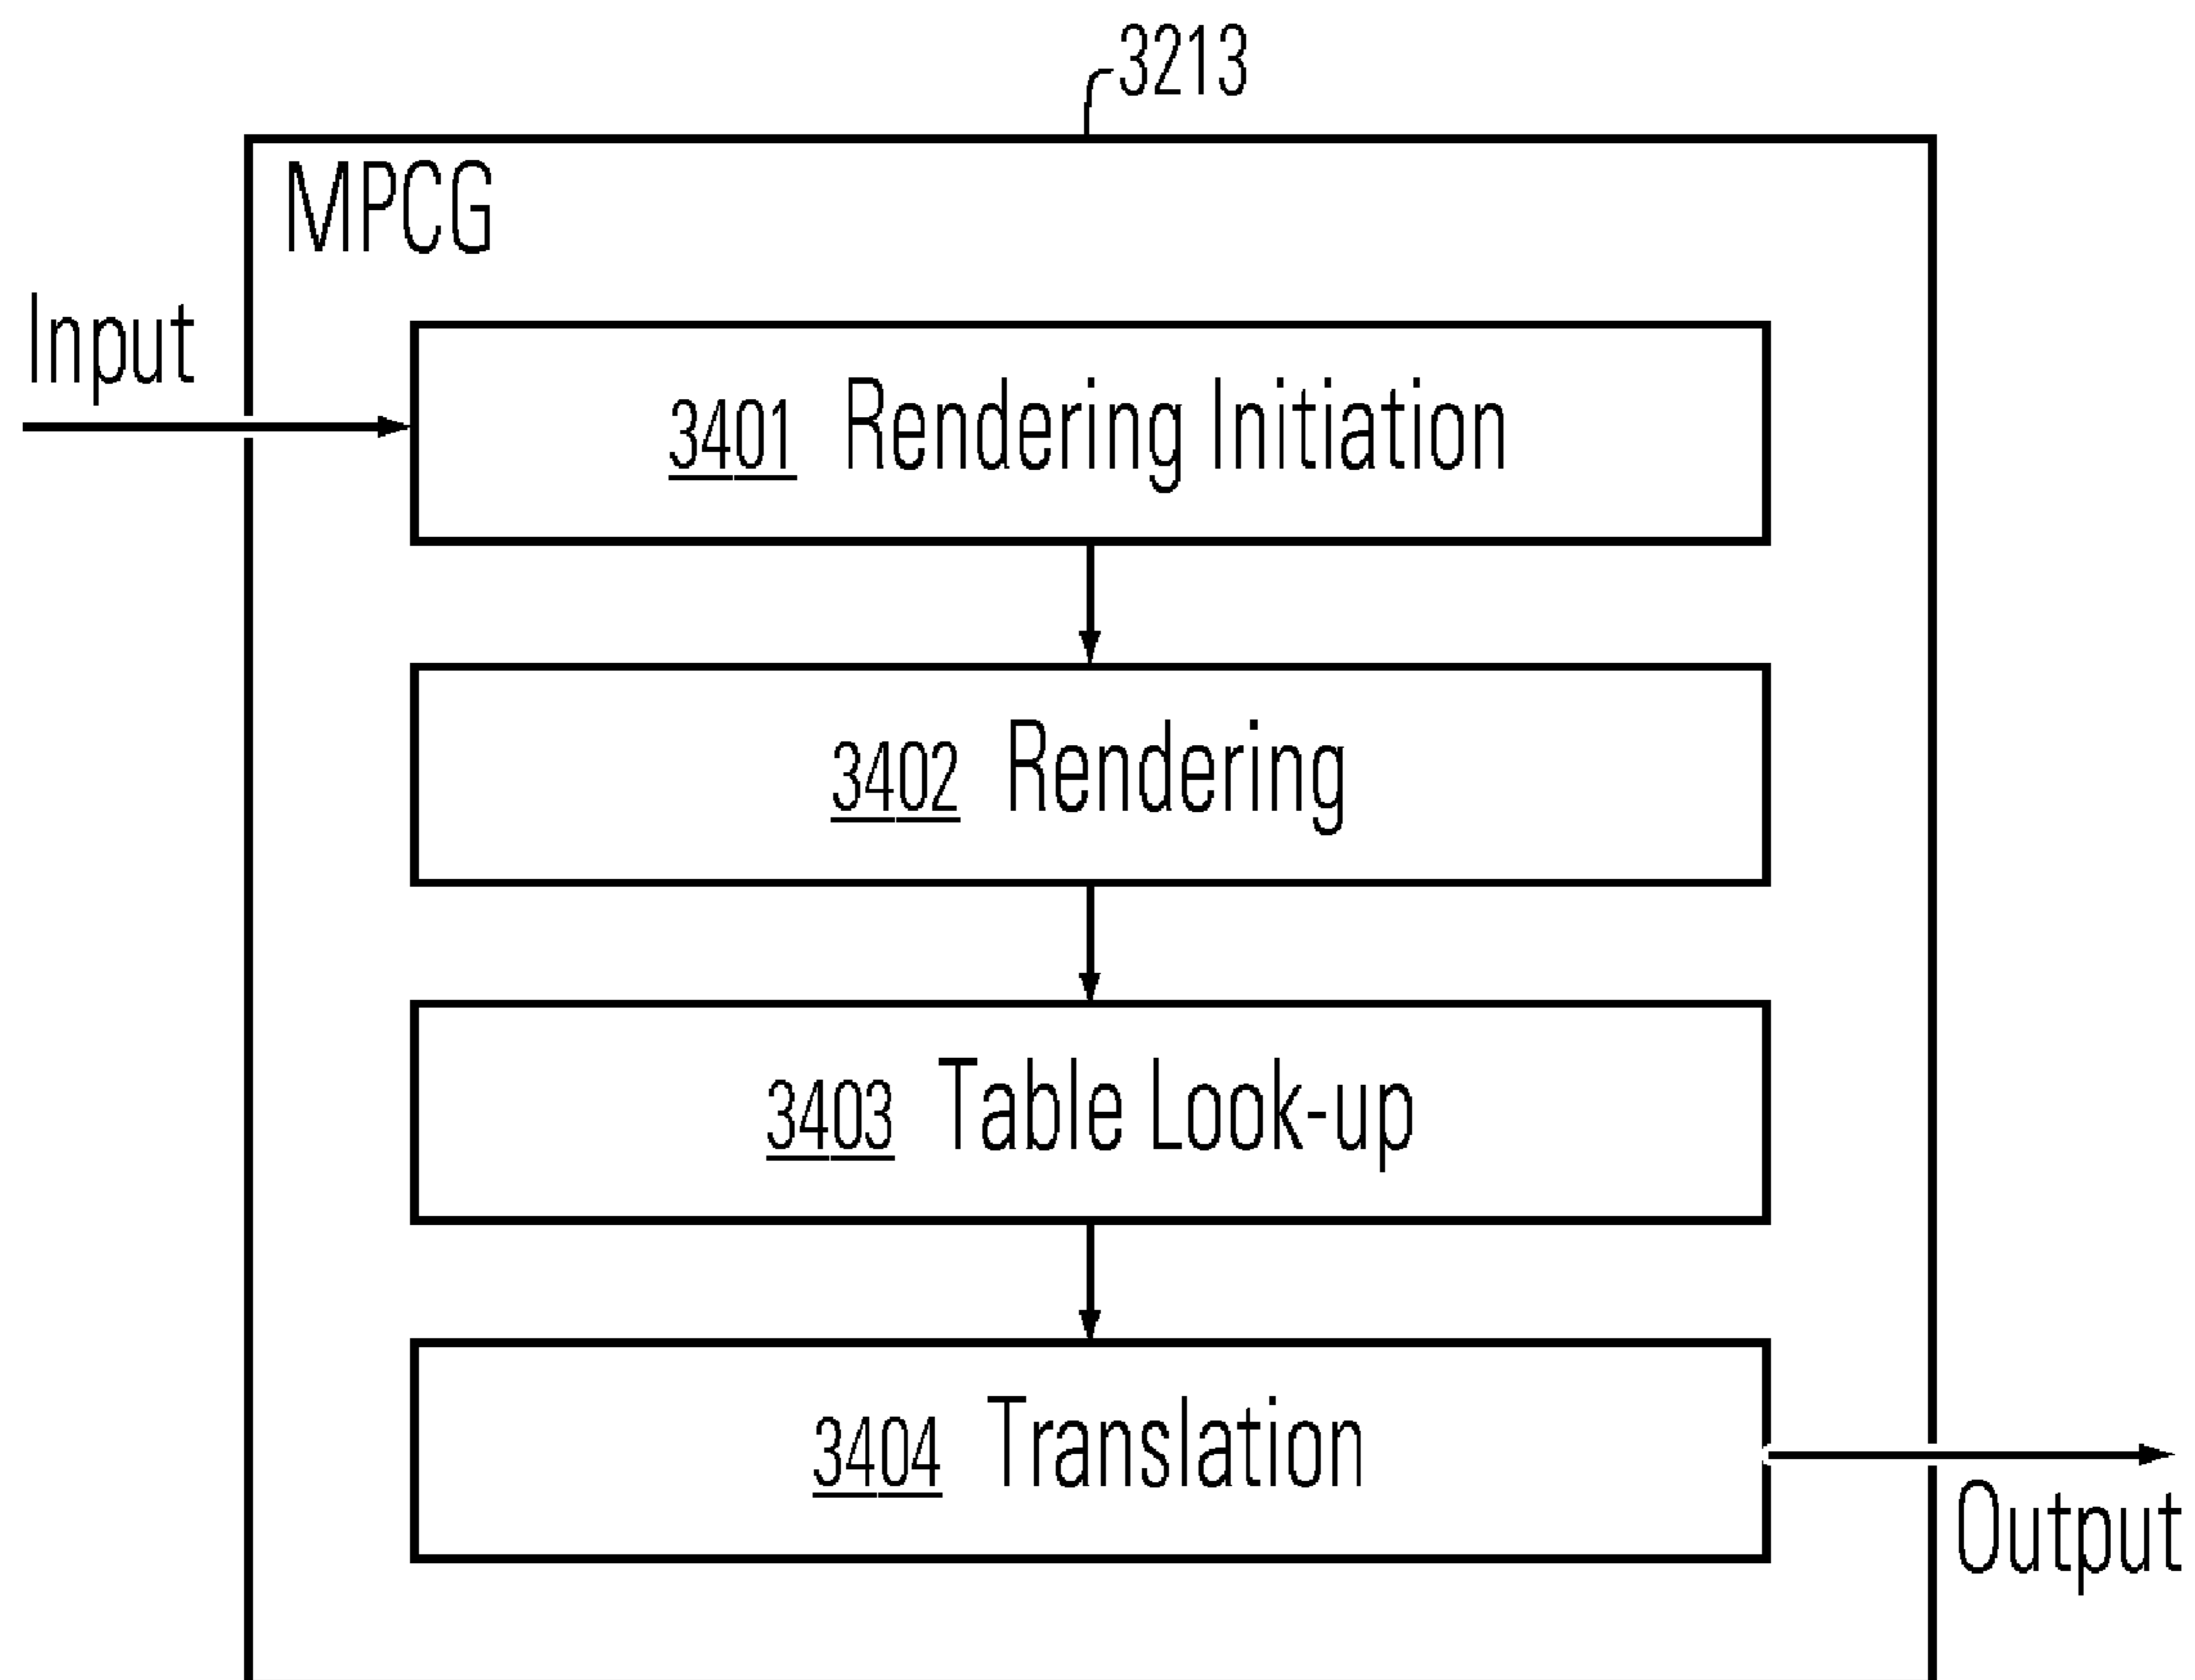 3213
MPCG
Input
3401 Rendering Initiation
3402 Rendering
3403 Table Look-up
3404 Translation
Output